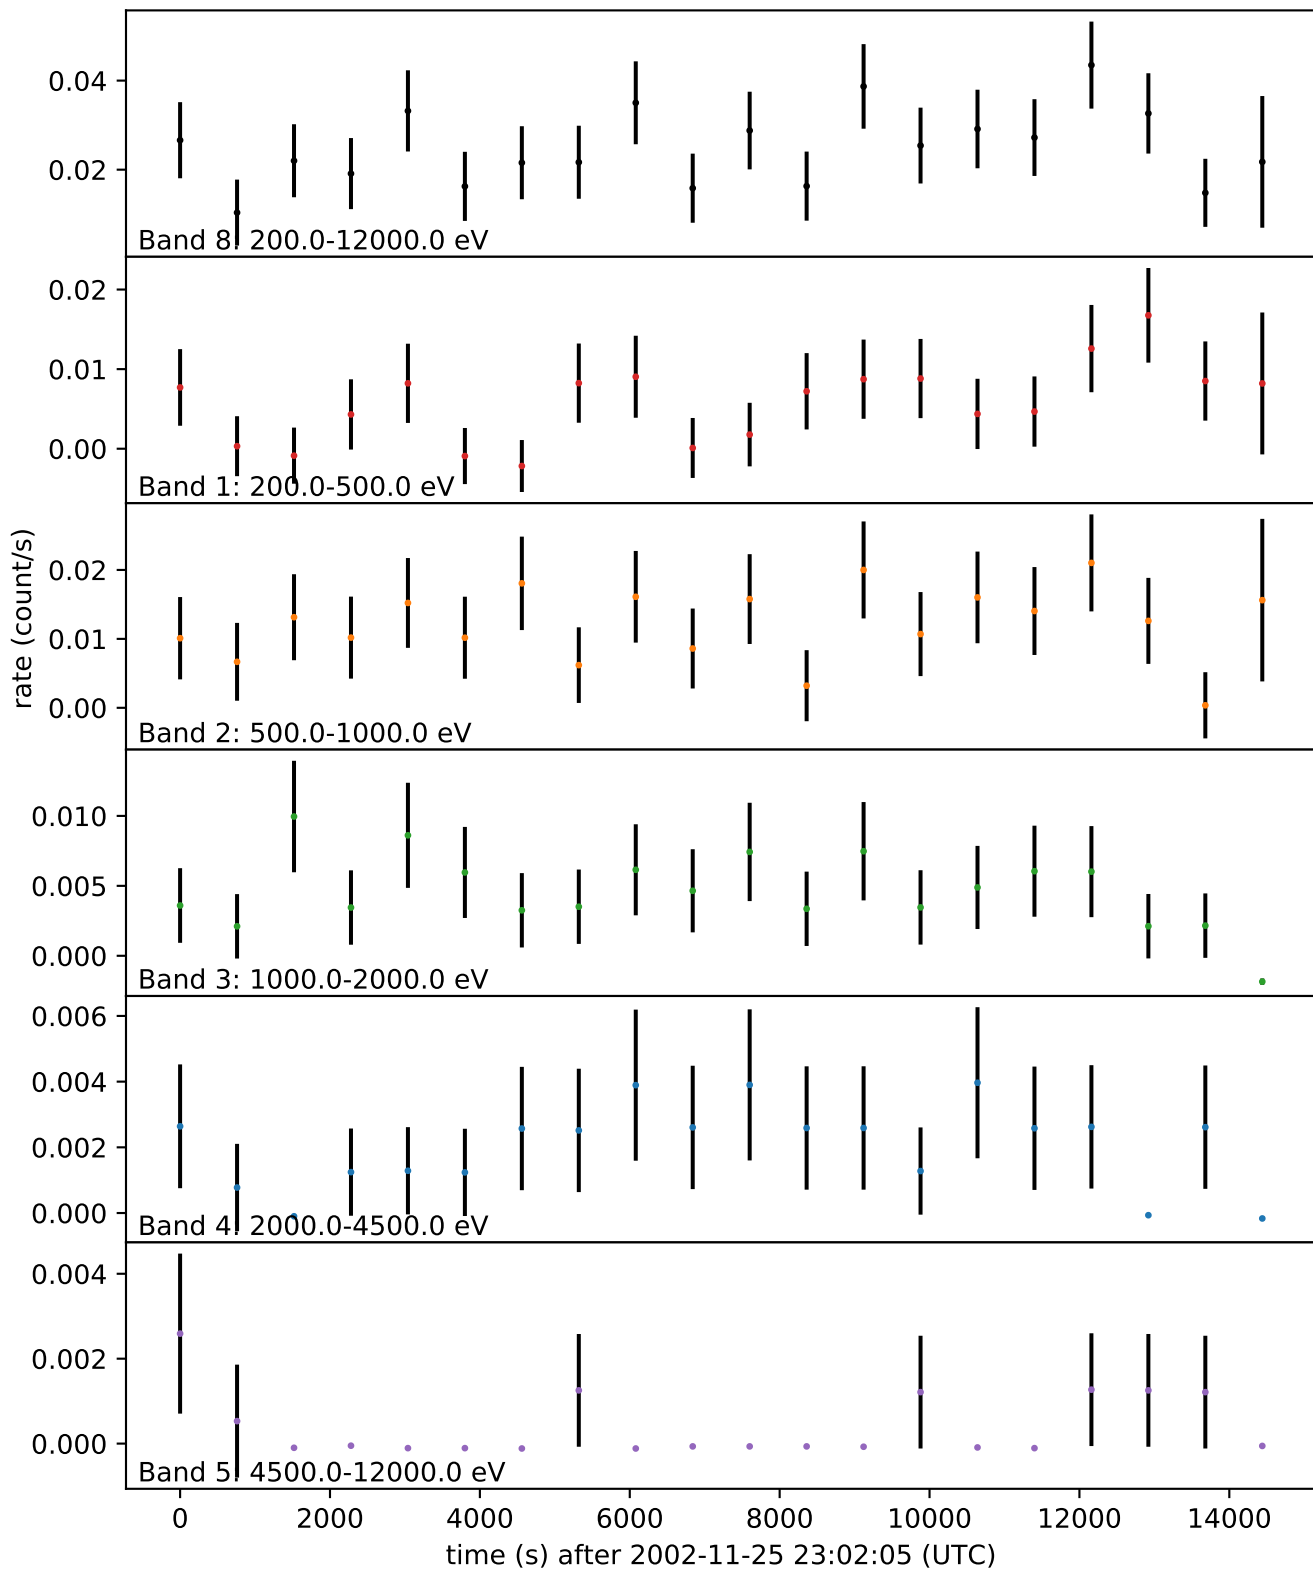 0.04
0.02
Band 8: 200.0-12000.0 eV
0.02
0.01
0.00
Band 1: 200.0-500.0 eV
rate (count/s)
0.02
0.01
0.00
Band 2: 500.0-1000.0 eV
0.010
0.005
0.000
Band 3: 1000.0-2000.0 eV
0.006
0.004
0.002
0.000
Band 4: 2000.0-4500.0 eV
0.004
0.002
0.000
Band 5: 4500.0-12000.0 eV
0 2000 4000 6000 8000 10000 12000 14000
time (s) after 2002-11-25 23:02:05 (UTC)